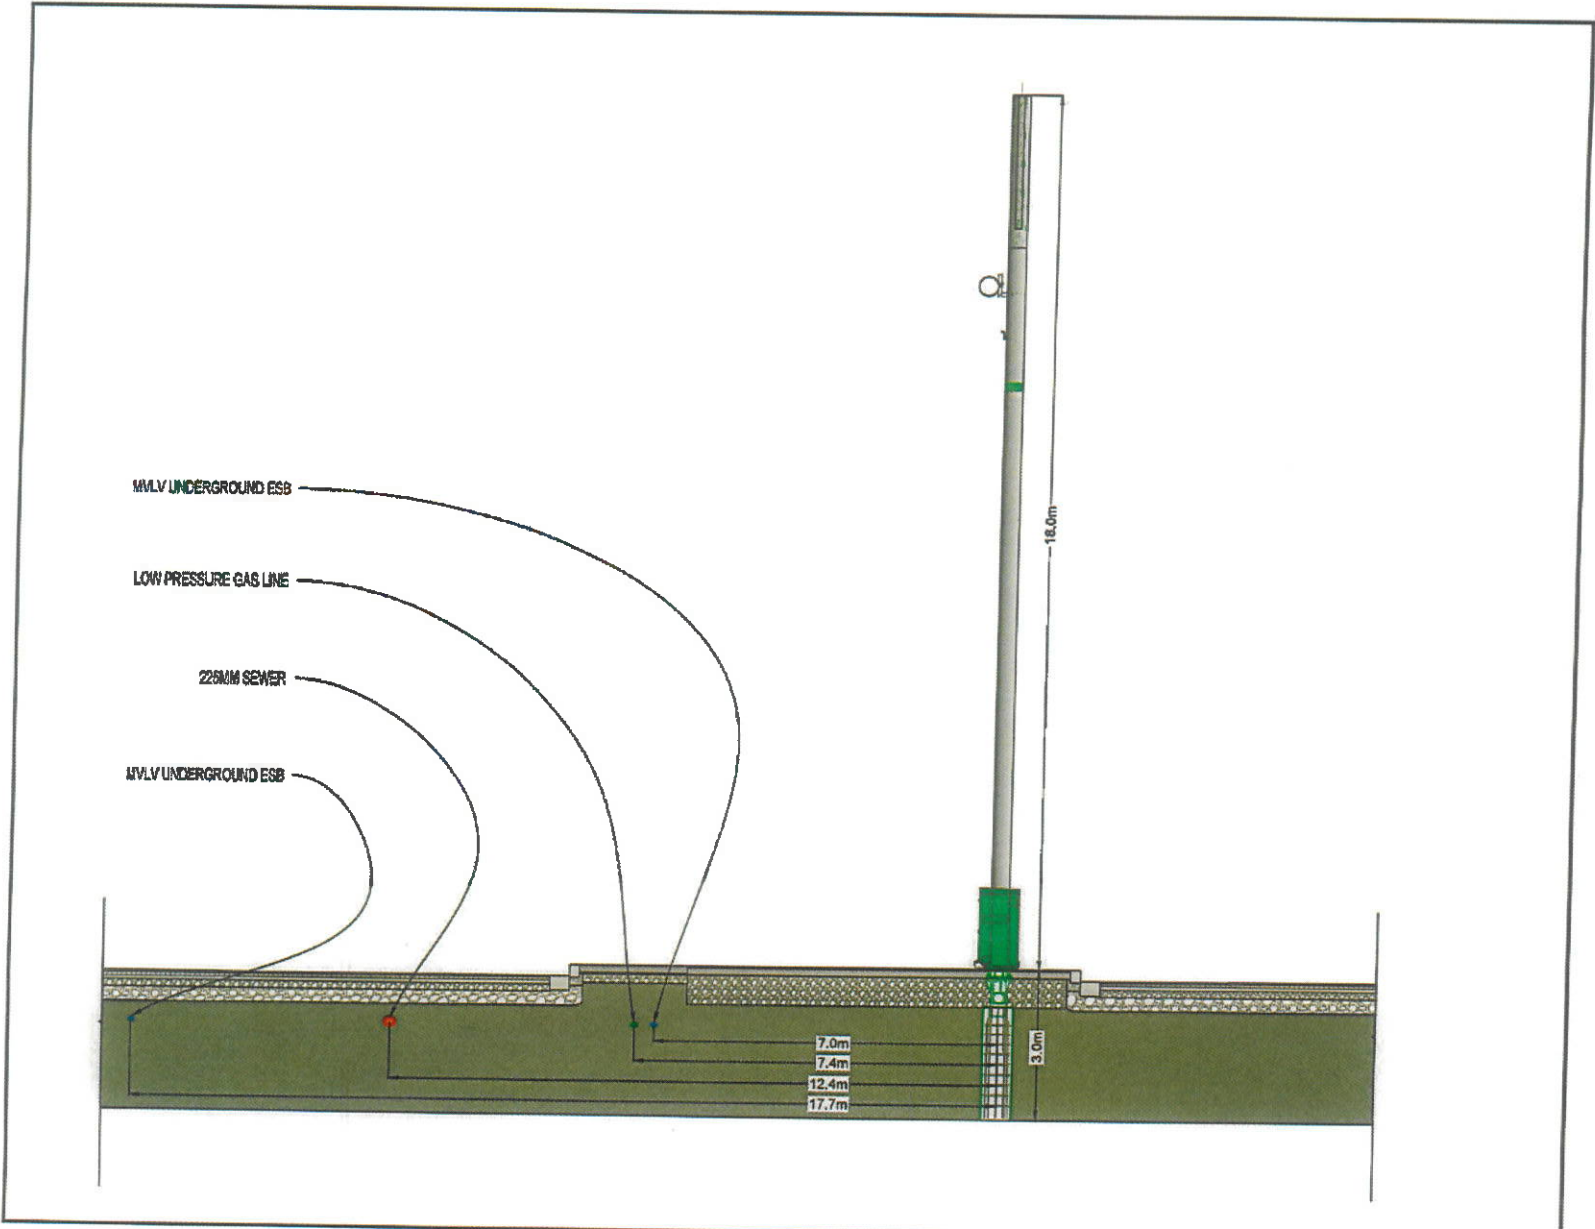 MVLV UNDERGROUND ESB
LOW PRESSURE GAS LINE
225MM SEWER
MVLV UNDERGROUND ESB
18.0m
7.0m
7.4m
12.4m
17.7m
3.0m